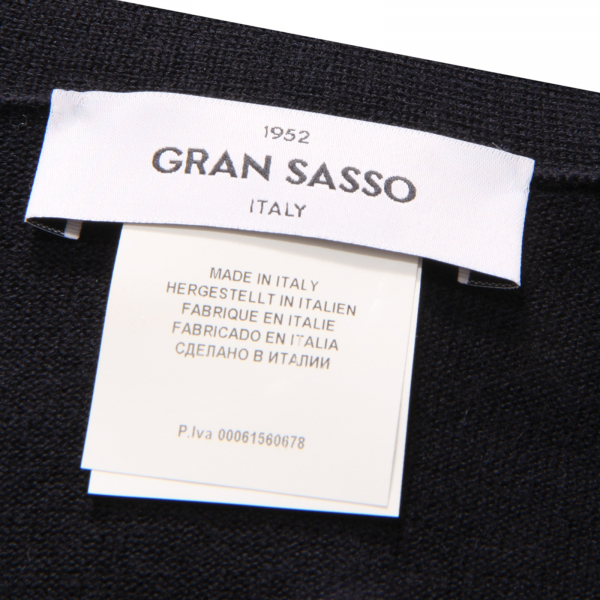 1952
GRAN SASSO
ITALY
MADE IN ITALY
HERGESTELLT IN ITALIEN
FABRIQUE EN ITALIE
FABRICADO EN ITALIA
СДЕЛАНО В ИТАЛИИ
P.Iva 00061560678